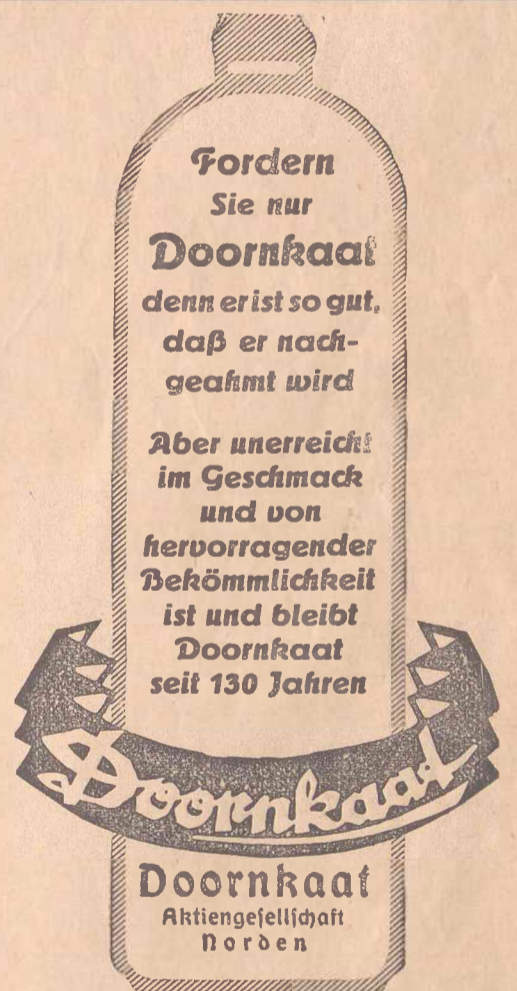 Fordern
Sie nur
Doornkaat
denn er ist so gut,
daß er nach-
geahmt wird
Aber unerreicht
im Geschmack
und von
hervorragender
Bekömmlichkeit
ist und bleibt
Doornkaat
seit 130 Jahren
Doornkaat
Doornkaat
Aktiengeſellſchaft
Norden